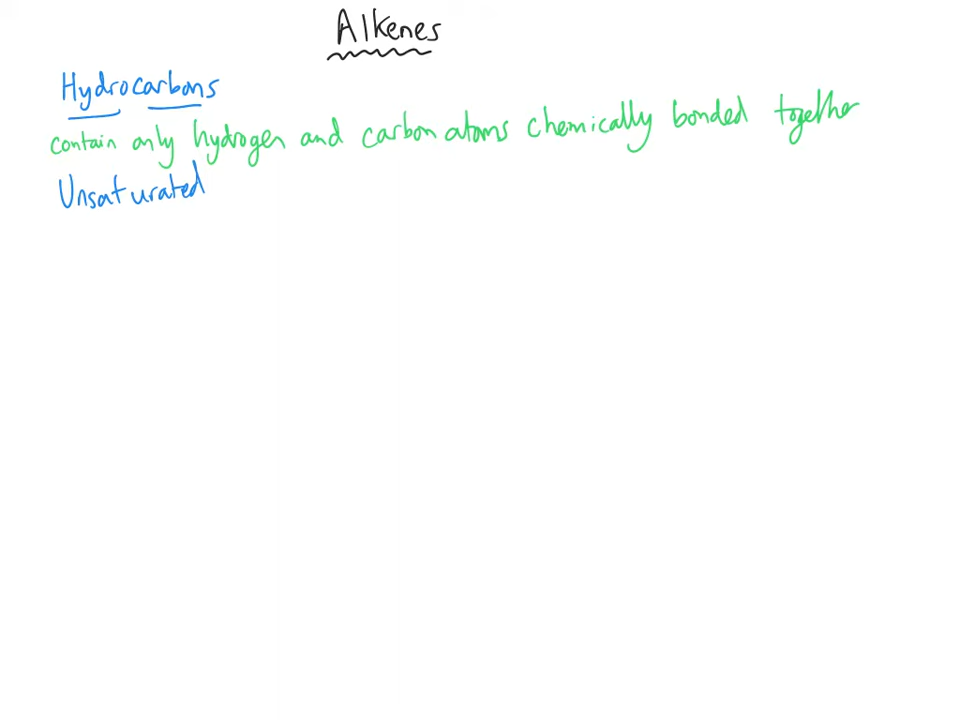 Alkenes
Hydrocarbons
contain only hydrogen and carbon atoms chemically bonded together
Unsaturated